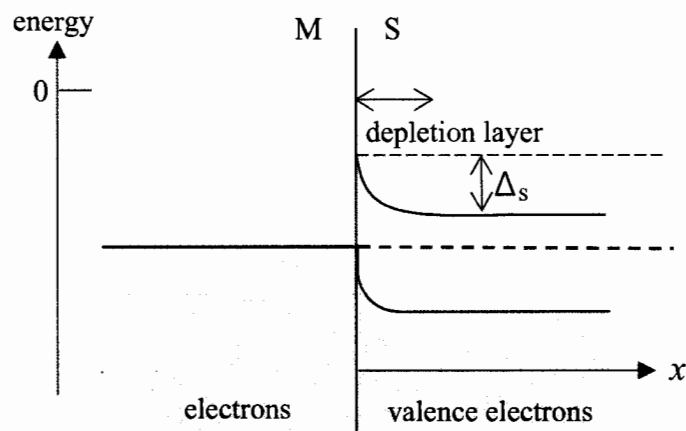 energy
M S
0
depletion layer
Δs
x
electrons
valence electrons